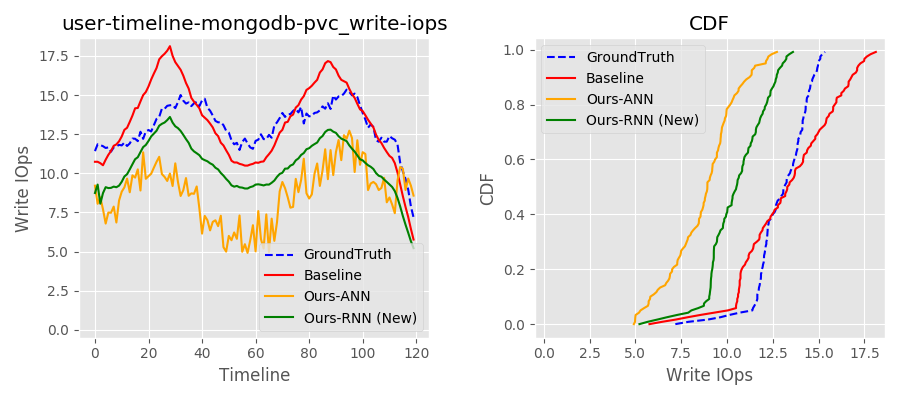 user-timeline-mongodb-pvc_write-iops
Write IOps
17.5
15.0
12.5
10.0
7.5
5.0
2.5
0.0
0
20
40
60
80
100
120
Timeline
GroundTruth
Baseline
Ours-ANN
Ours-RNN (New)
CDF
CDF
1.0
0.8
0.6
0.4
0.2
0.0
0.0
2.5
5.0
7.5
10.0
12.5
15.0
17.5
Write IOps
GroundTruth
Baseline
Ours-ANN
Ours-RNN (New)